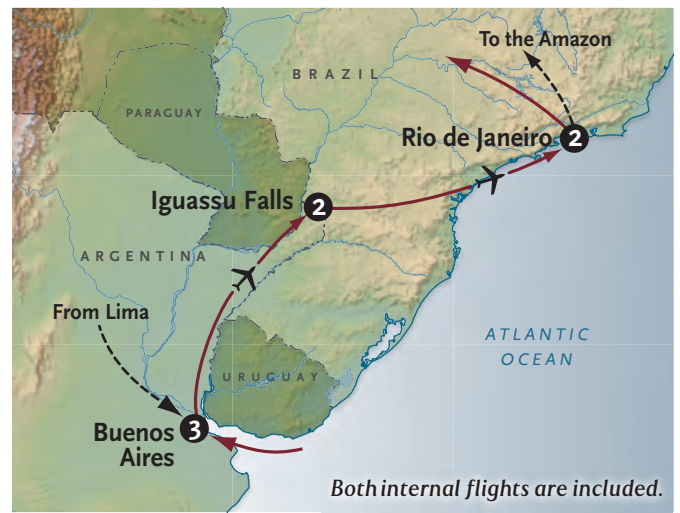 To the Amazon
BRAZIL
PARAGUAY
Rio de Janeiro 2
Iguassu Falls 2
ARGENTINA
From Lima
ATLANTIC
OCEAN
URUGUAY
Buenos 3
Aires
Both internal flights are included.